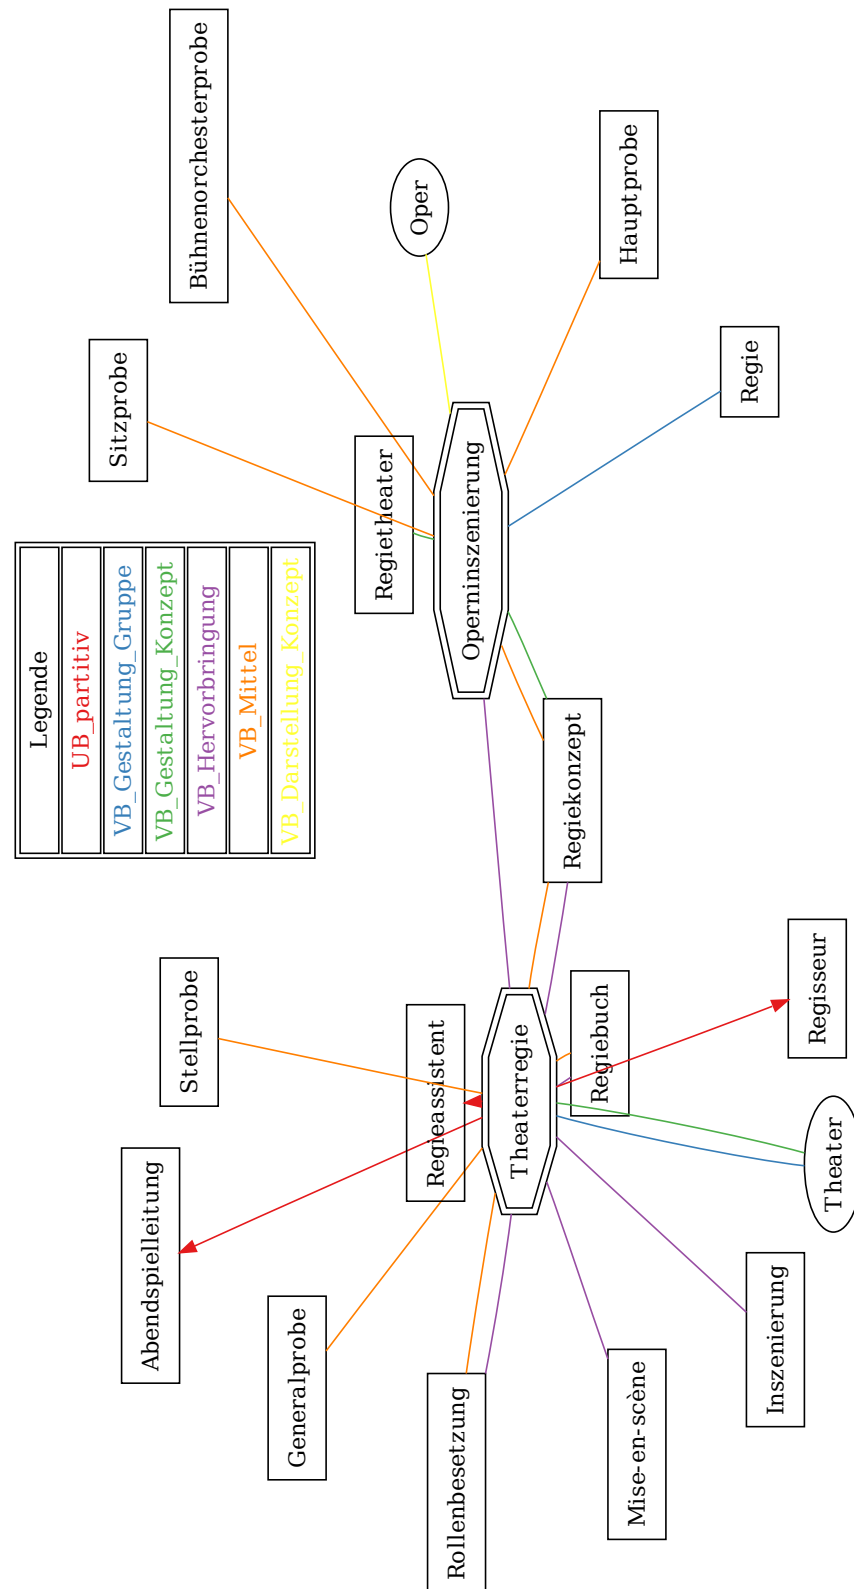 Legende
UB_partitiv
VB_Gestaltung_Gruppe
VB_Gestaltung_Konzept
VB_Hervorbringung
VB_Mittel
VB_Darstellung_Konzept
Abendspielleitung
Stellprobe
Sitzprobe
Bühnenorchesterprobe
Generalprobe
Rollenbesetzung
Regieassistent
Regietheater
Oper
Theaterregie
Operninszenierung
Mise-en-scène
Regiebuch
Regiekonzept
Hauptprobe
Inszenierung
Regie
Theater
Regisseur